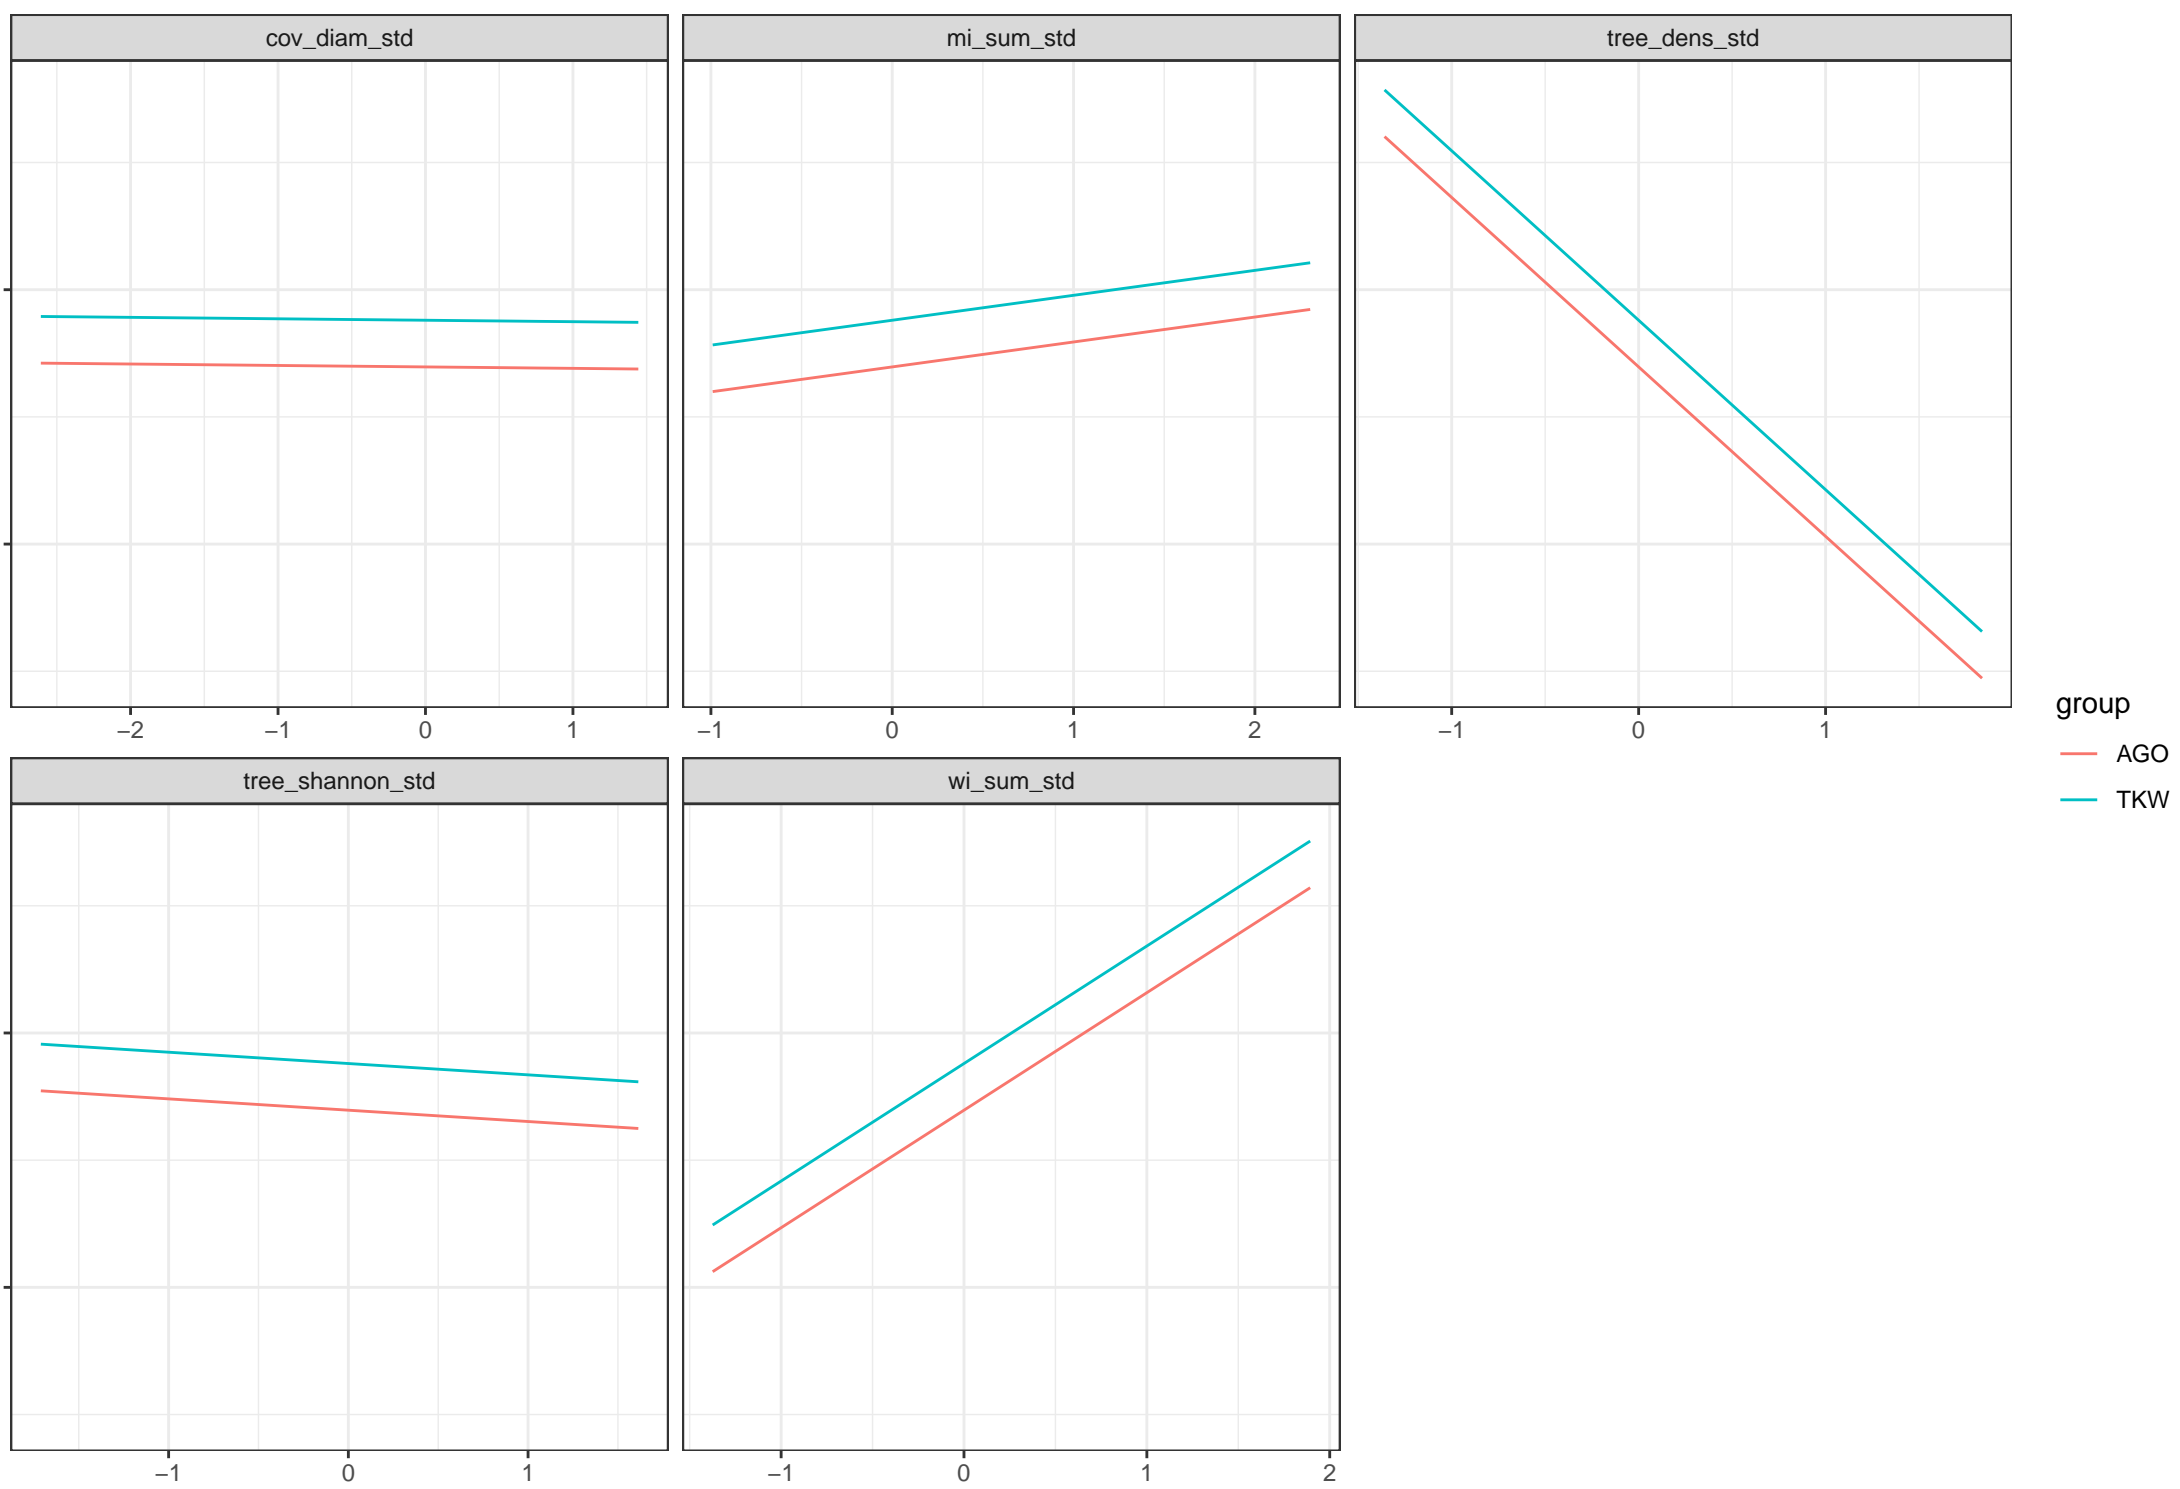 cov_diam_std
mi_sum_std
tree_dens_std
−2 −1 0 1
−1 0 1 2
−1 0 1
tree_shannon_std
wi_sum_std
−1 0 1
−1 0 1 2
group
AGO
TKW